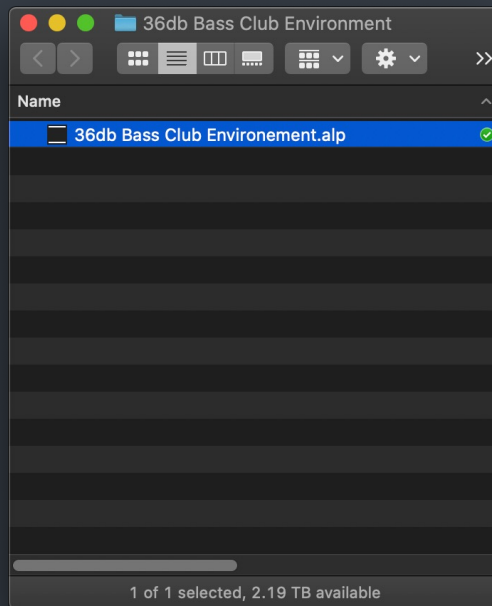 36db Bass Club Environment
Name
36db Bass Club Environement.alp
1 of 1 selected, 2.19 TB available